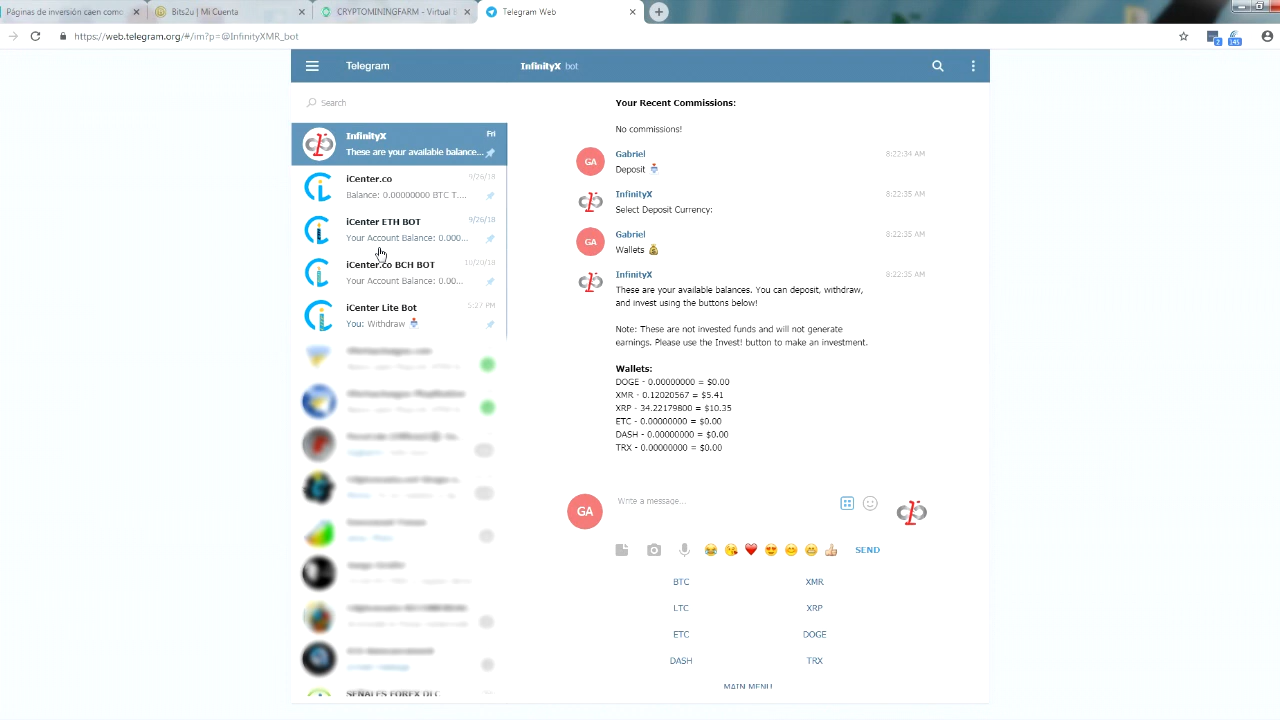 Páginas de inversión caen como
Bits2u | Mi Cuenta
CRYPTOMININGFARM - Virtual B
Telegram Web
https://web.telegram.org/#/im?p=@InfinityXMR_bot
Telegram
InfinityX bot
Search
InfinityX
Fri
These are your available balance...
iCenter.co
9/26/18
Balance: 0.00000000 BTC T....
iCenter ETH BOT
9/26/18
Your Account Balance: 0.000...
iCenter.co BCH BOT
10/20/18
Your Account Balance: 0.00...
iCenter Lite Bot
5:27 PM
You: Withdraw
SEÑALES FOREX
Your Recent Commissions:
No commissions!
GA
Gabriel
8:22:34 AM
Deposit
InfinityX
8:22:35 AM
Select Deposit Currency:
GA
Gabriel
8:22:35 AM
Wallets
InfinityX
8:22:35 AM
These are your available balances. You can deposit, withdraw,
and invest using the buttons below!
Note: These are not invested funds and will not generate
earnings. Please use the Invest! button to make an investment.
Wallets:
DOGE - 0.00000000 = $0.00
XMR - 0.12020567 = $5.41
XRP - 34.22179800 = $10.35
ETC - 0.00000000 = $0.00
DASH - 0.00000000 = $0.00
TRX - 0.00000000 = $0.00
GA
Write a message...
SEND
BTC
XMR
LTC
XRP
ETC
DOGE
DASH
TRX
MAIN MENU